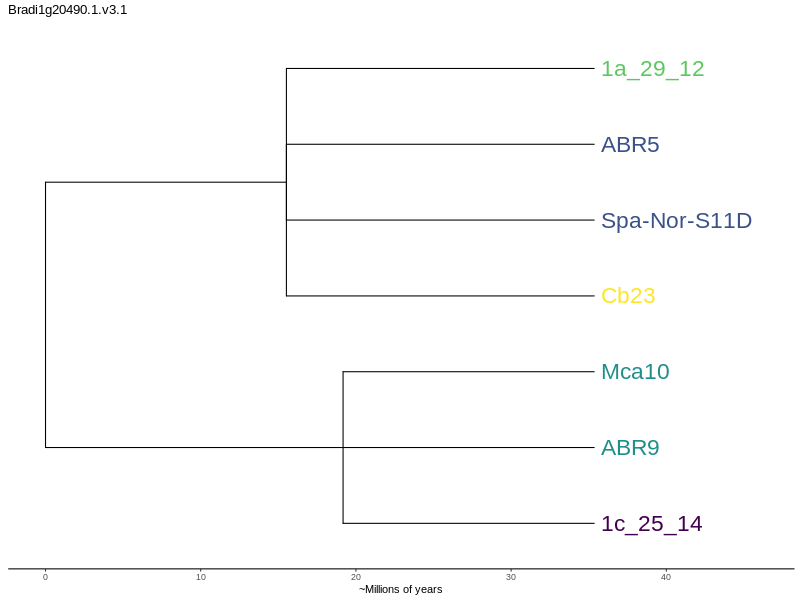 Bradi1g20490.1.v3.1
1a_29_12
ABR5
Spa-Nor-S11D
Cb23
Mca10
ABR9
1c_25_14
0 10 20 30 40
~Millions of years